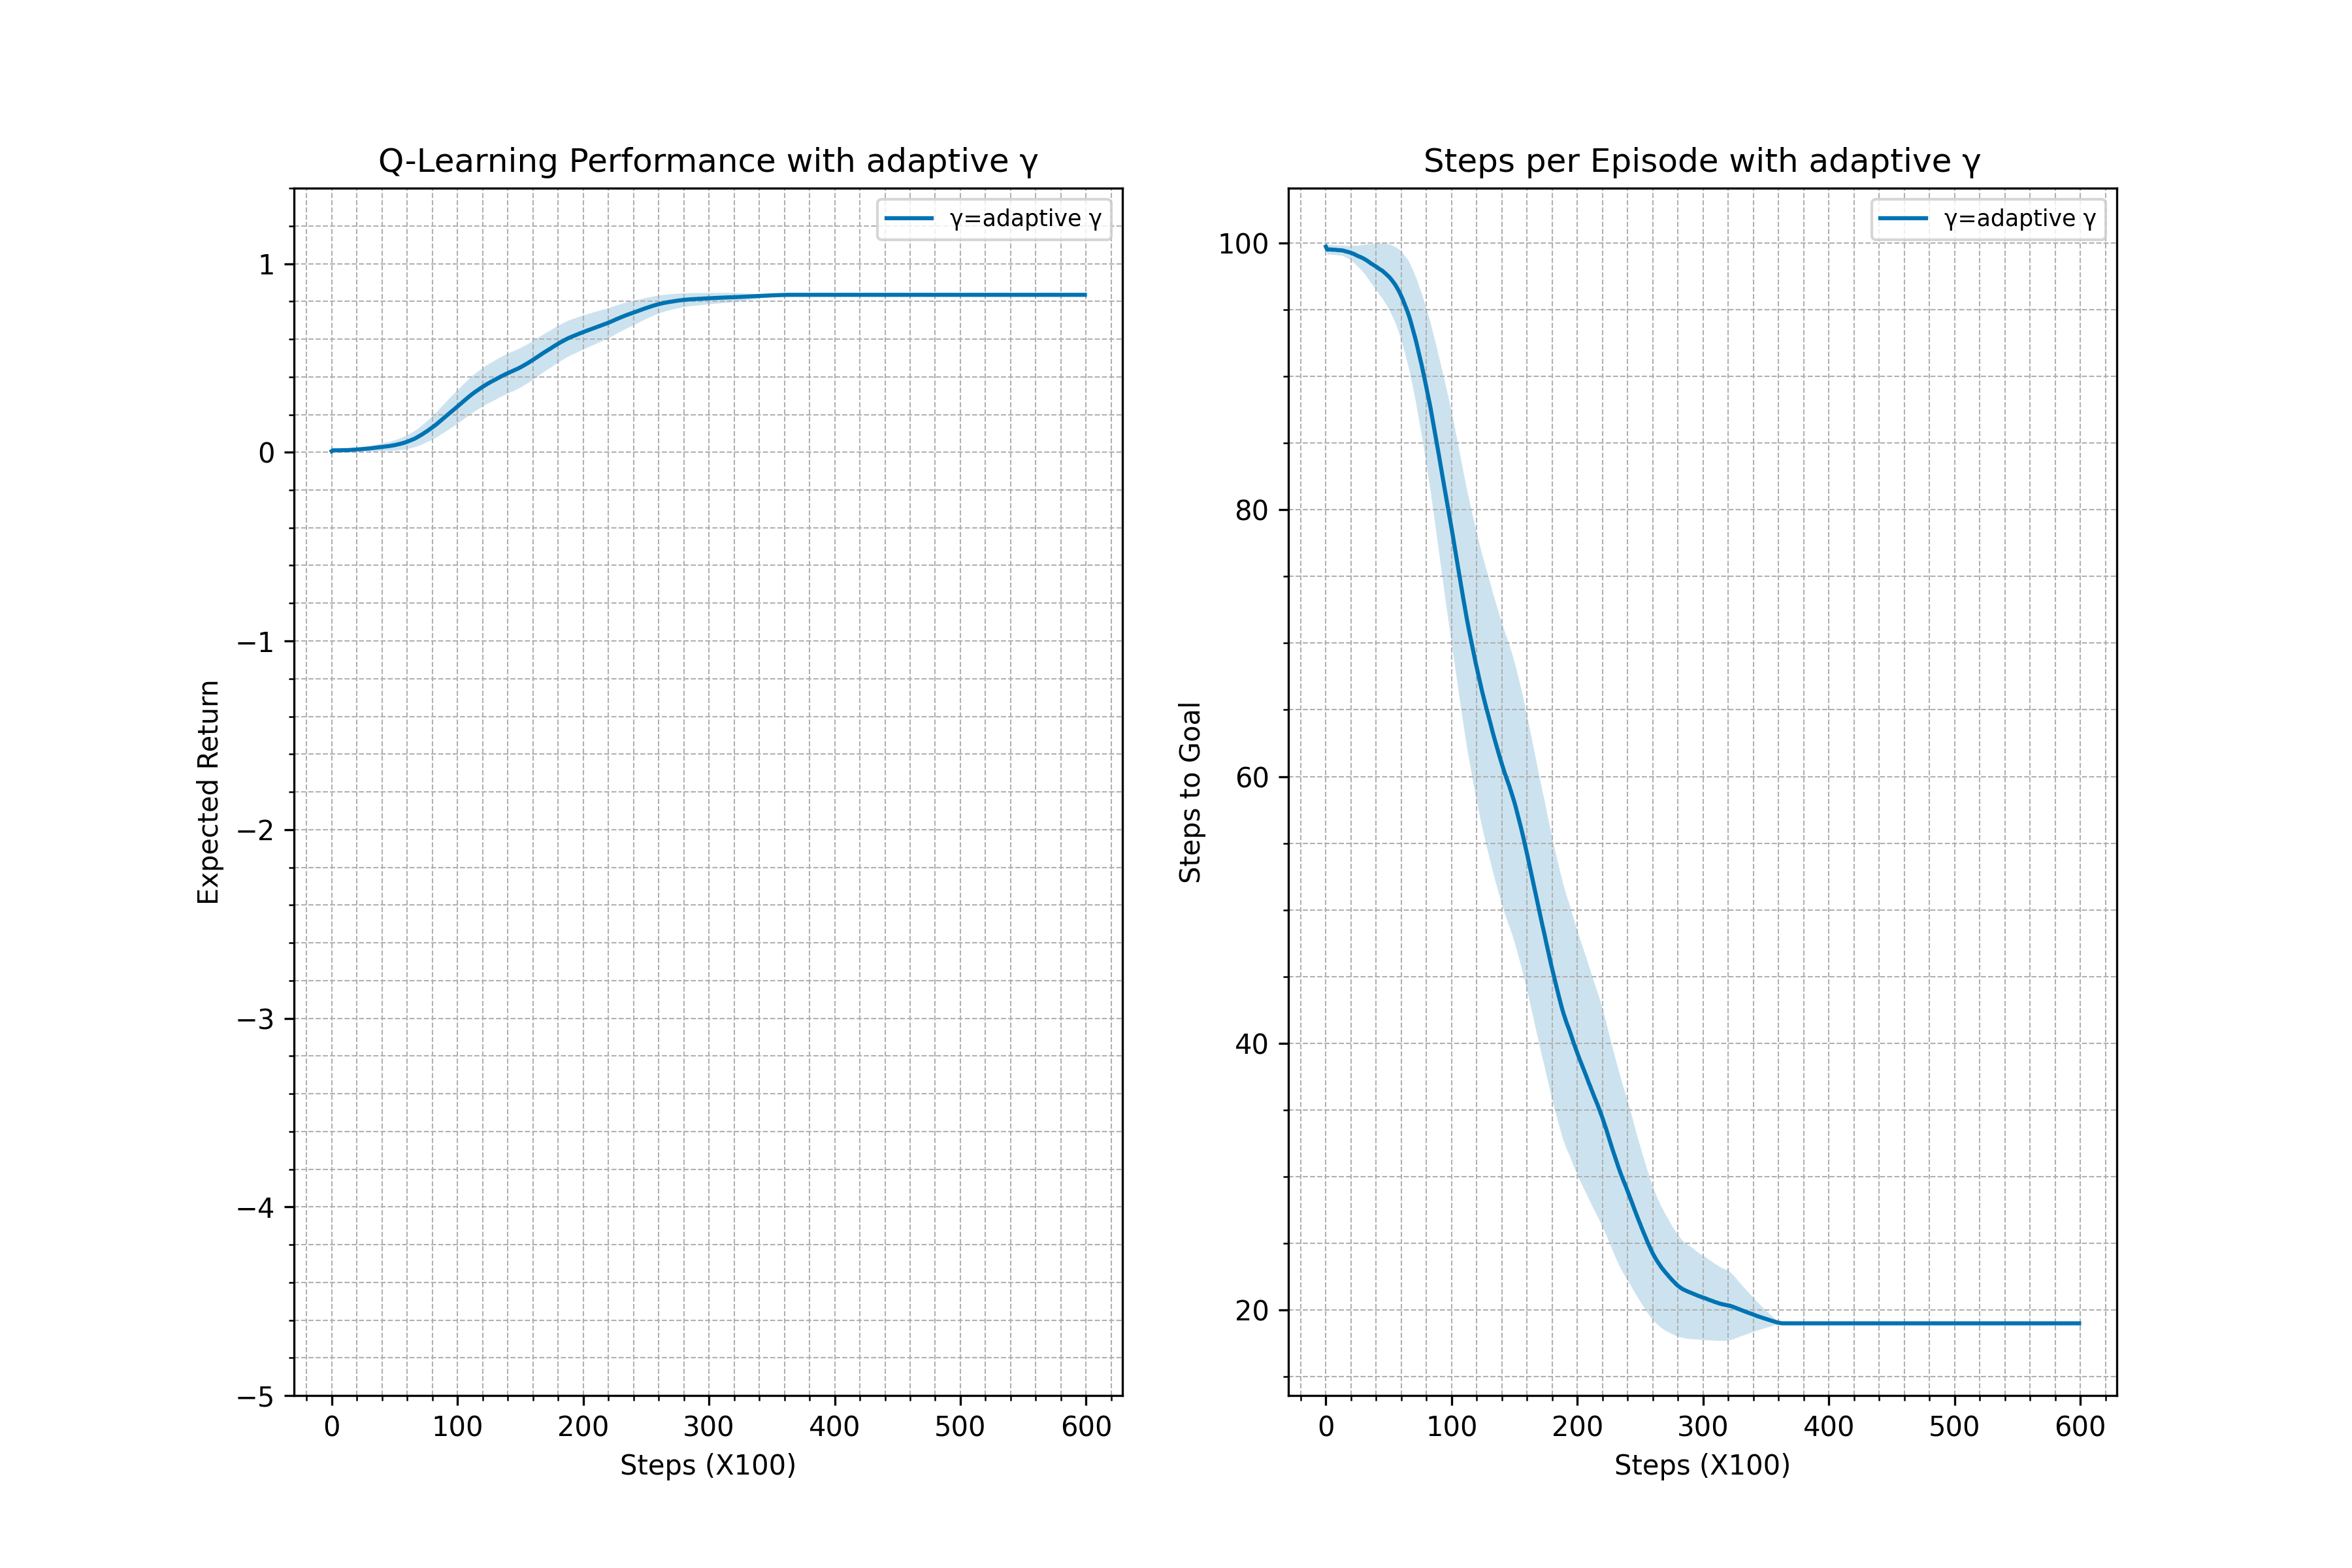 Q-Learning Performance with adaptive γ
γ=adaptive γ
1
0
−1
−2
−3
−4
−5
Expected Return
0 100 200 300 400 500 600
Steps (X100)
Steps per Episode with adaptive γ
γ=adaptive γ
100
80
60
40
20
Steps to Goal
0 100 200 300 400 500 600
Steps (X100)